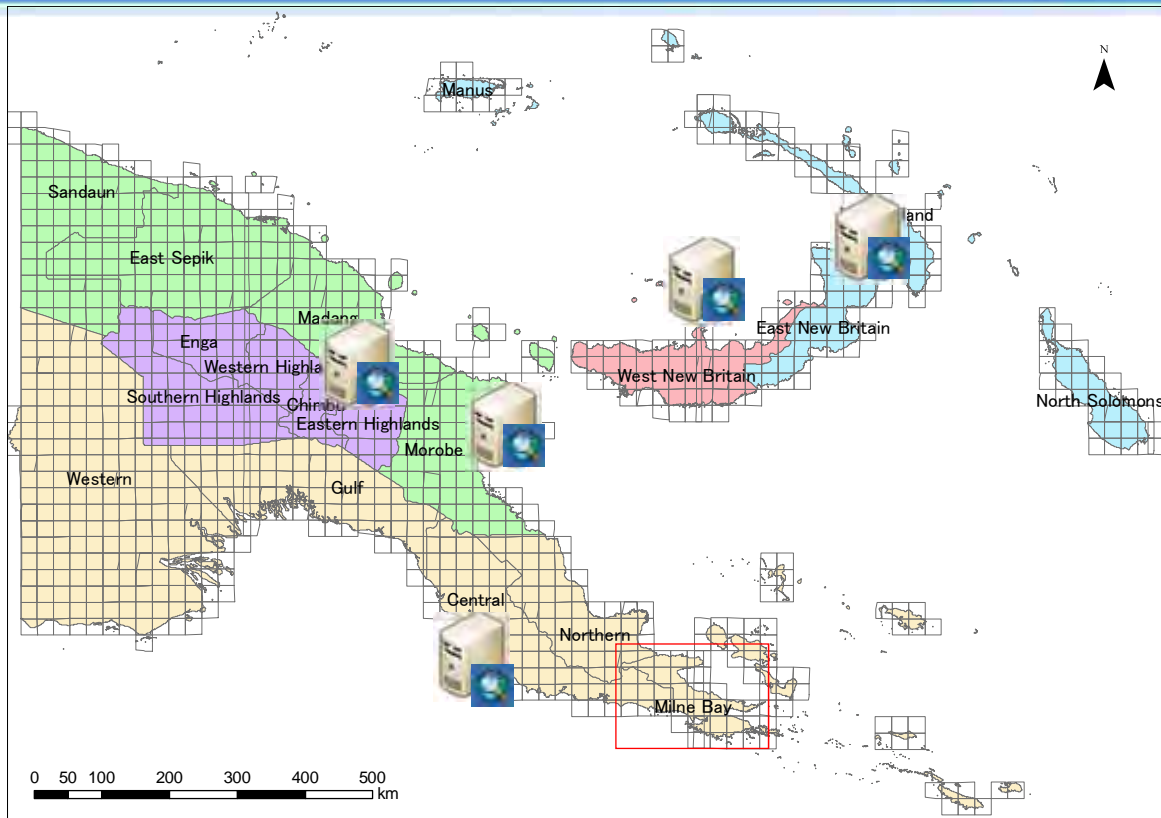 N
Manus
Sandaun
and
East Sepik
Madang
East New Britain
Enga
Western Highla
West New Britain
Southern Highlands
Chimbu
North Solomons
Eastern Highlands
Morobe
Western
Gulf
Central
Northern
Milne Bay
0 50 100 200 300 400 500
km